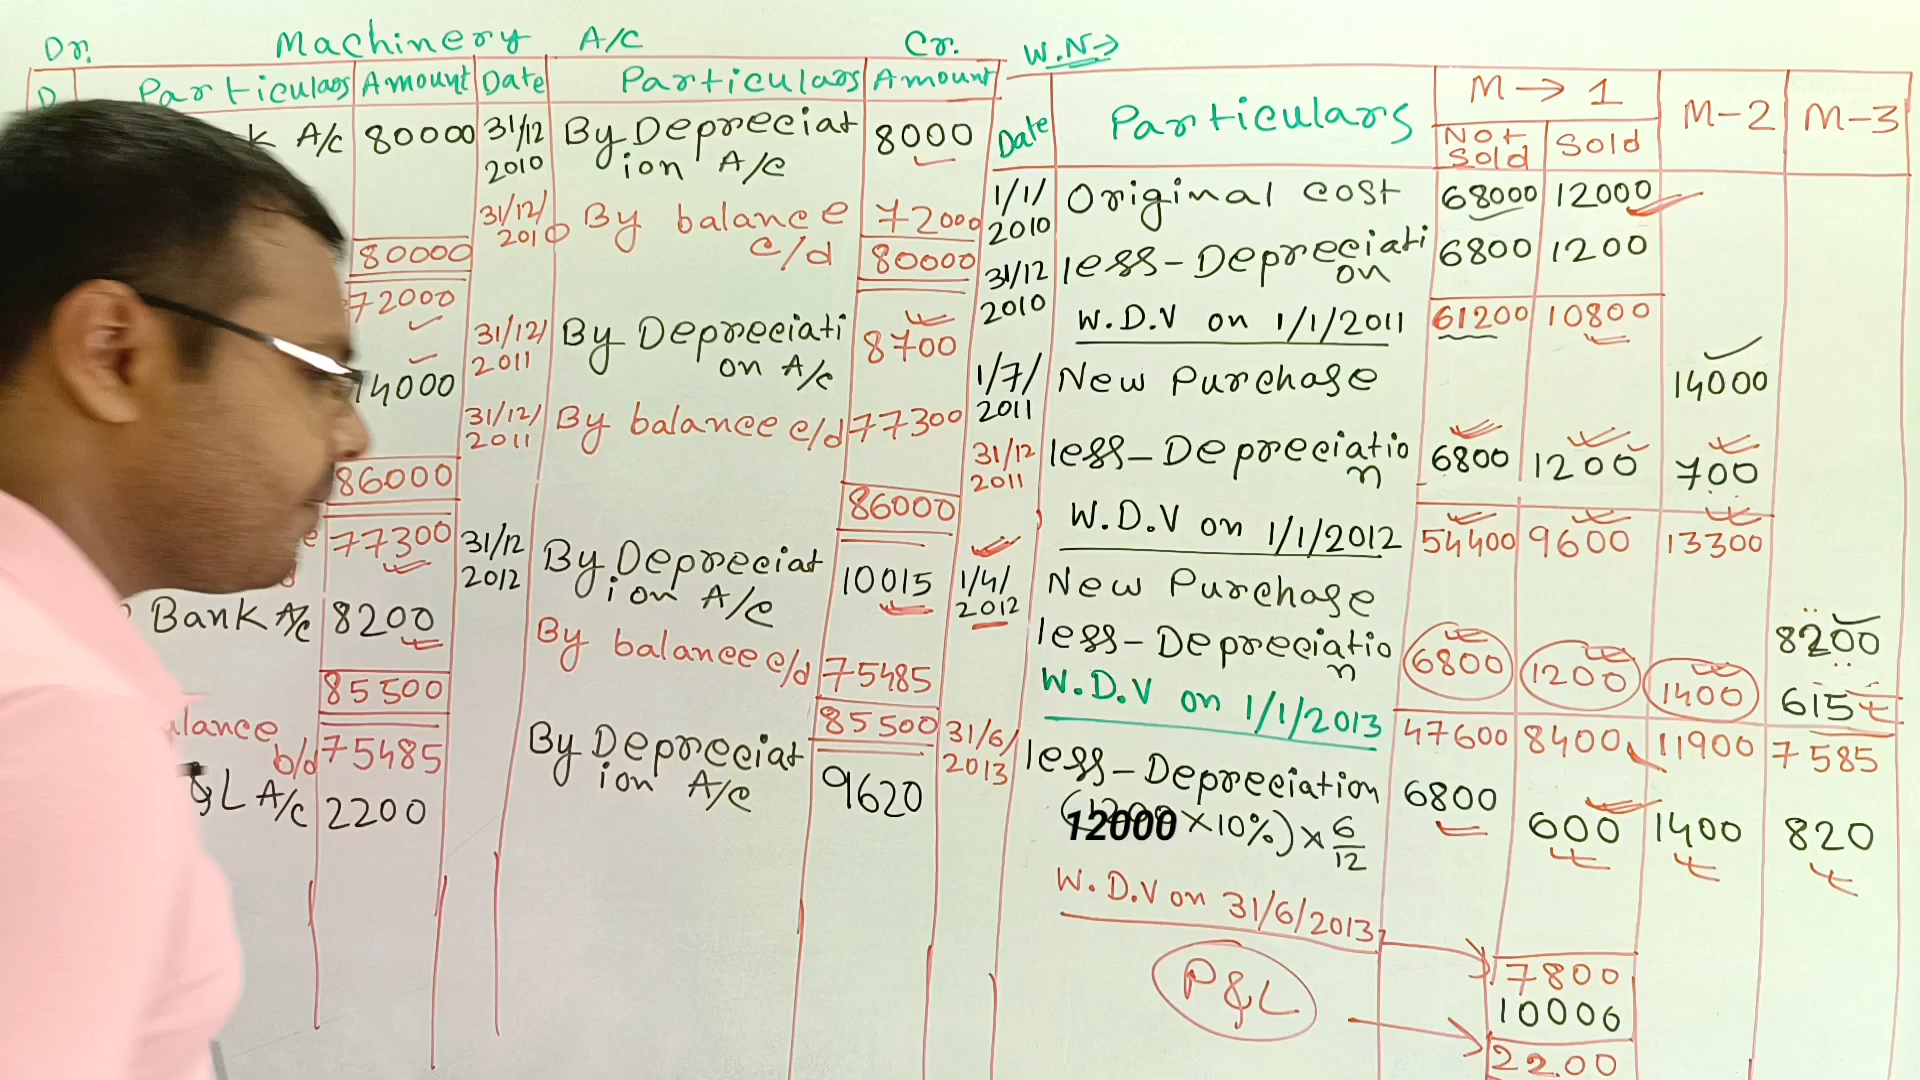 Dr. Machinery A/C Cr.
D Particulars Amount Date Particulars Amount
k A/c 80000 31/12 2010 By Depreciation A/c 8000
31/12/2010 By balance c/d 72000
80000 80000
72000
14000 31/12/2011 By Depreciation A/c 8700
31/12/2011 By balance c/d 77300
86000 86000
e 77300 31/12 2012 By Depreciation A/c 10015
Bank A/c 8200 By balance c/d 75485
85500 85500
alance b/d 75485 By Depreciation A/c 9620
&L A/c 2200
W.N→
Date Particulars M→1 M-2 M-3
Not Sold Sold
1/1/2010 Original cost 68000 12000
31/12 2010 less-Depreciation 6800 1200
W.D.V on 1/1/2011 61200 10800
1/7/2011 New Purchase 14000
31/12 2011 less-Depreciation 6800 1200 700
W.D.V on 1/1/2012 54400 9600 13300
1/4/2012 New Purchase 8200
less-Depreciation 6800 1200 1400 615
W.D.V on 1/1/2013 47600 8400 11900 7585
31/6/2013 less-Depreciation 6800 600 1400 820
12000×10%)×6/12
W.D.V on 31/6/2013 7800
10000
P&L 2200